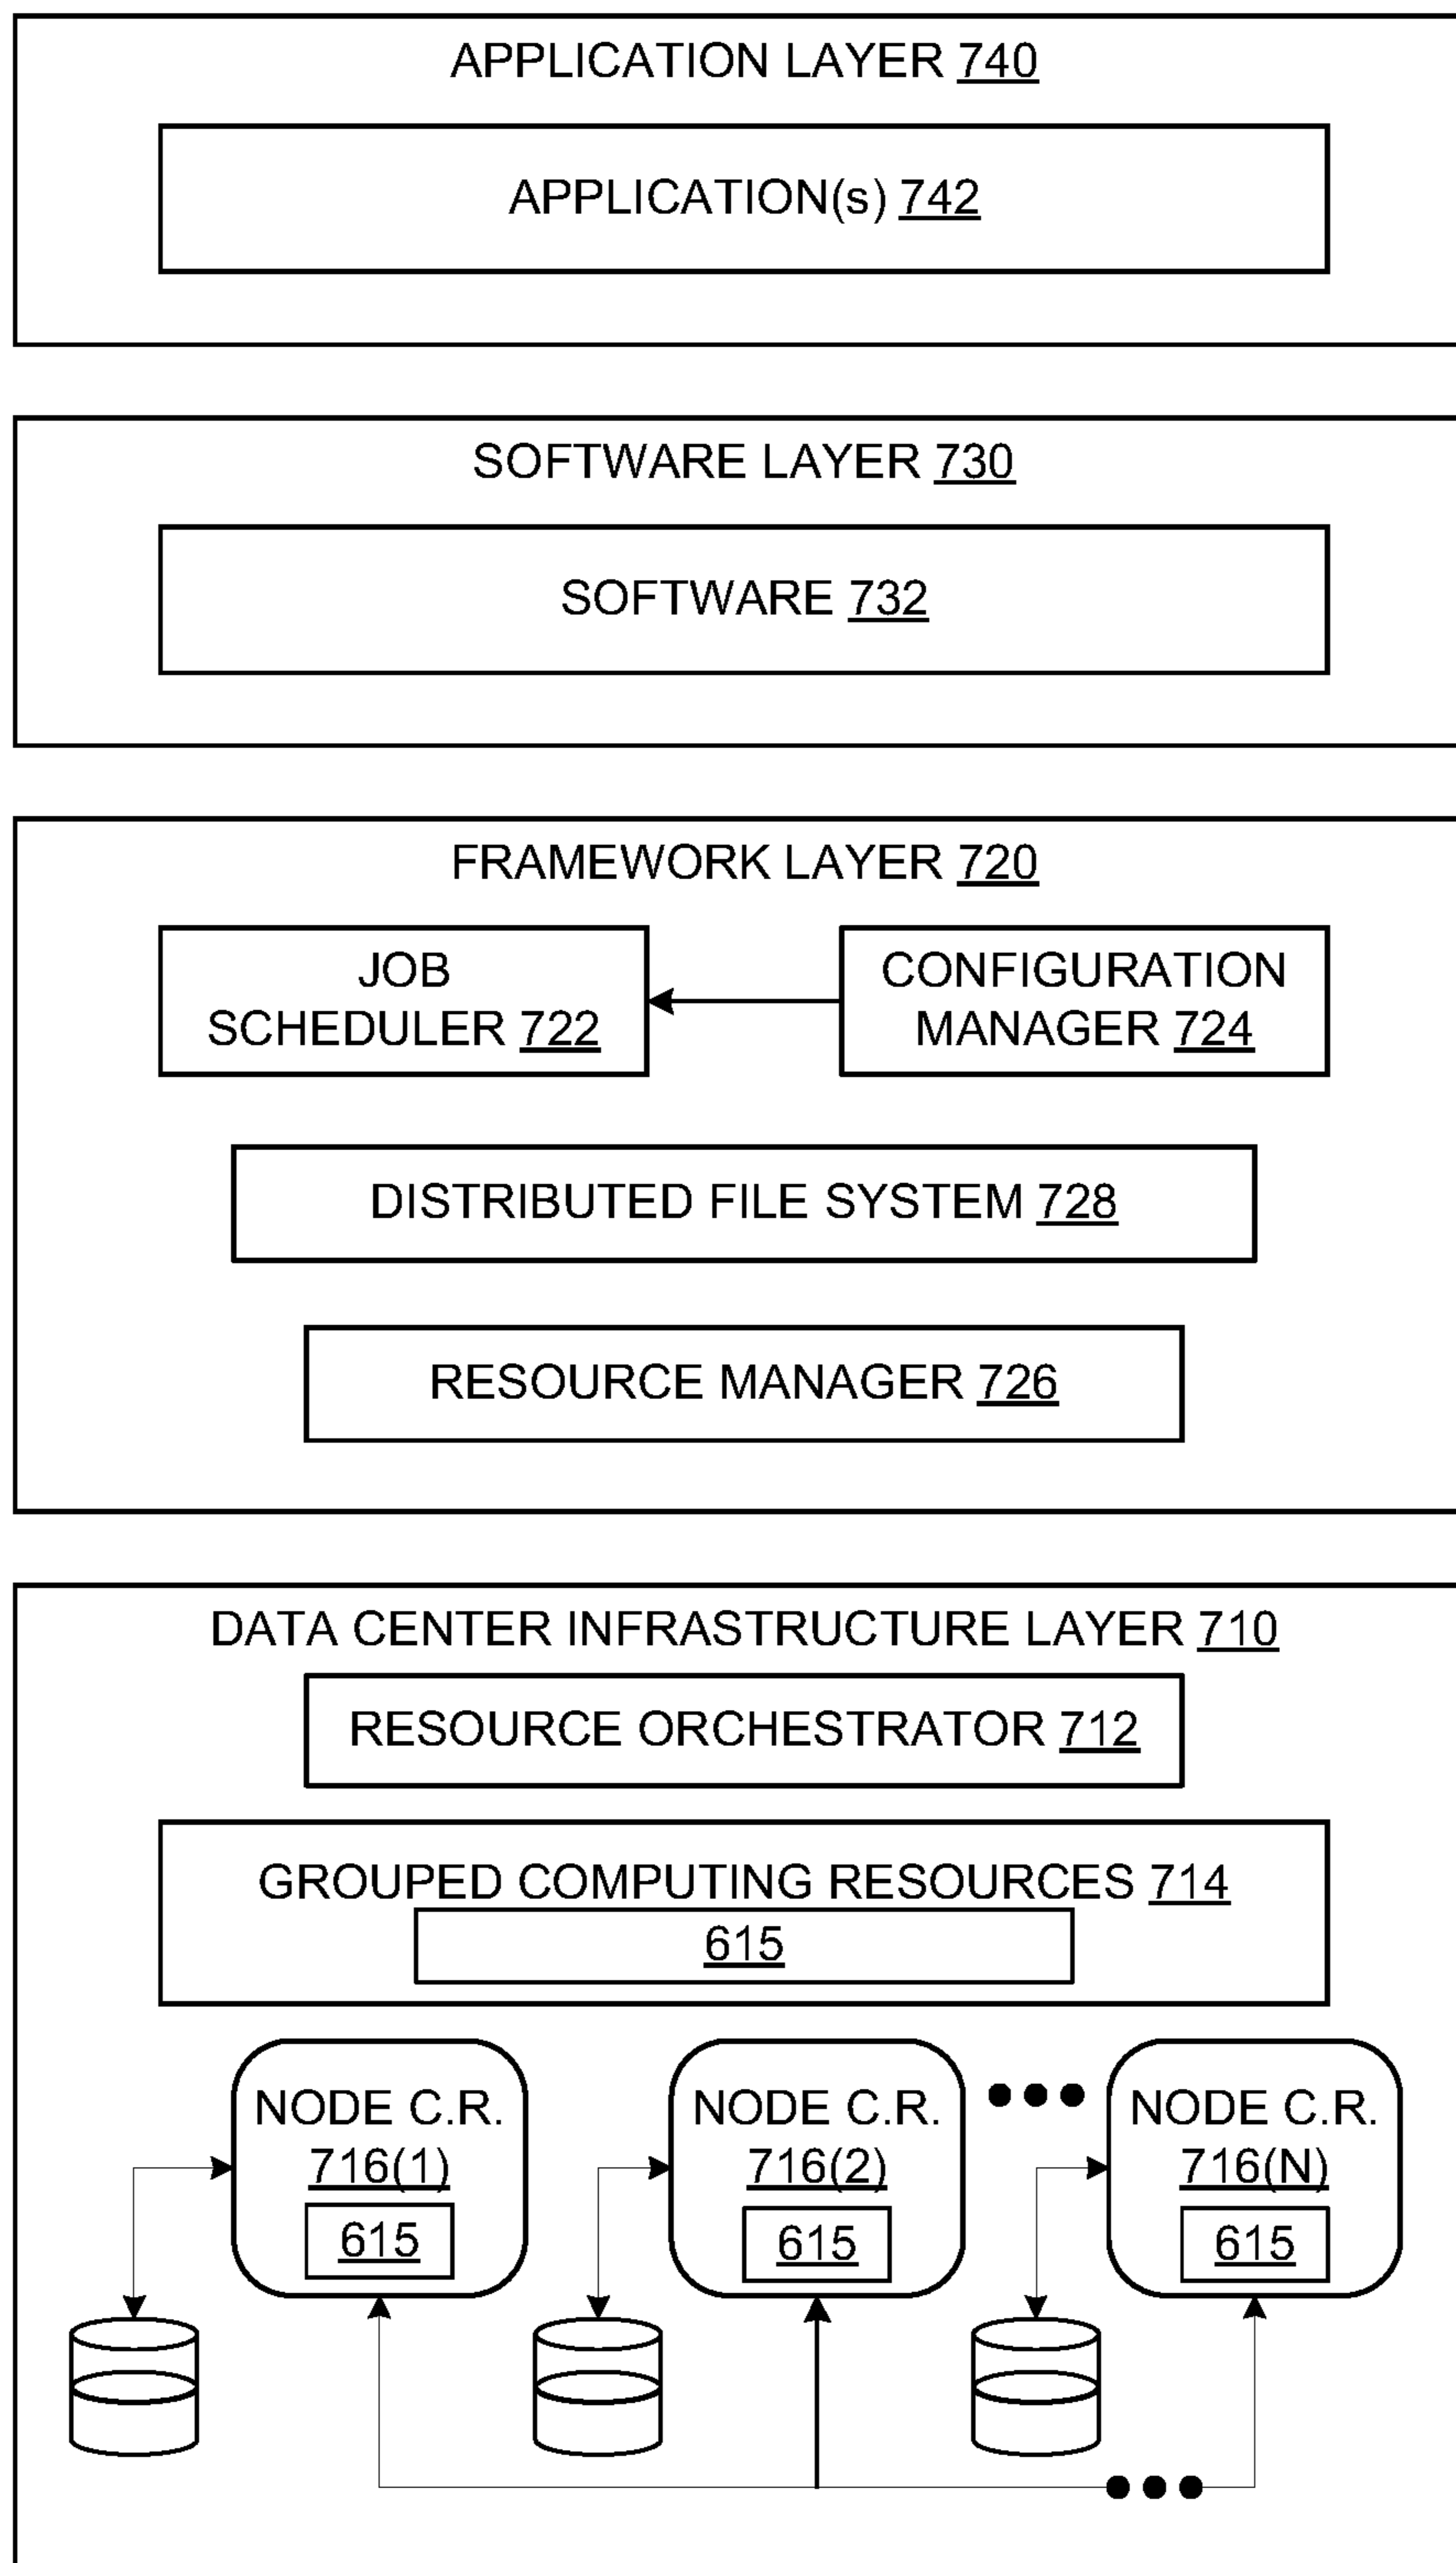 APPLICATION LAYER 740
APPLICATION(s) 742
SOFTWARE LAYER 730
SOFTWARE 732
FRAMEWORK LAYER 720
JOB
SCHEDULER 722
CONFIGURATION
MANAGER 724
DISTRIBUTED FILE SYSTEM 728
RESOURCE MANAGER 726
DATA CENTER INFRASTRUCTURE LAYER 710
RESOURCE ORCHESTRATOR 712
GROUPED COMPUTING RESOURCES 714
615
NODE C.R.
716(1)
615
NODE C.R.
716(2)
615
NODE C.R.
716(N)
615